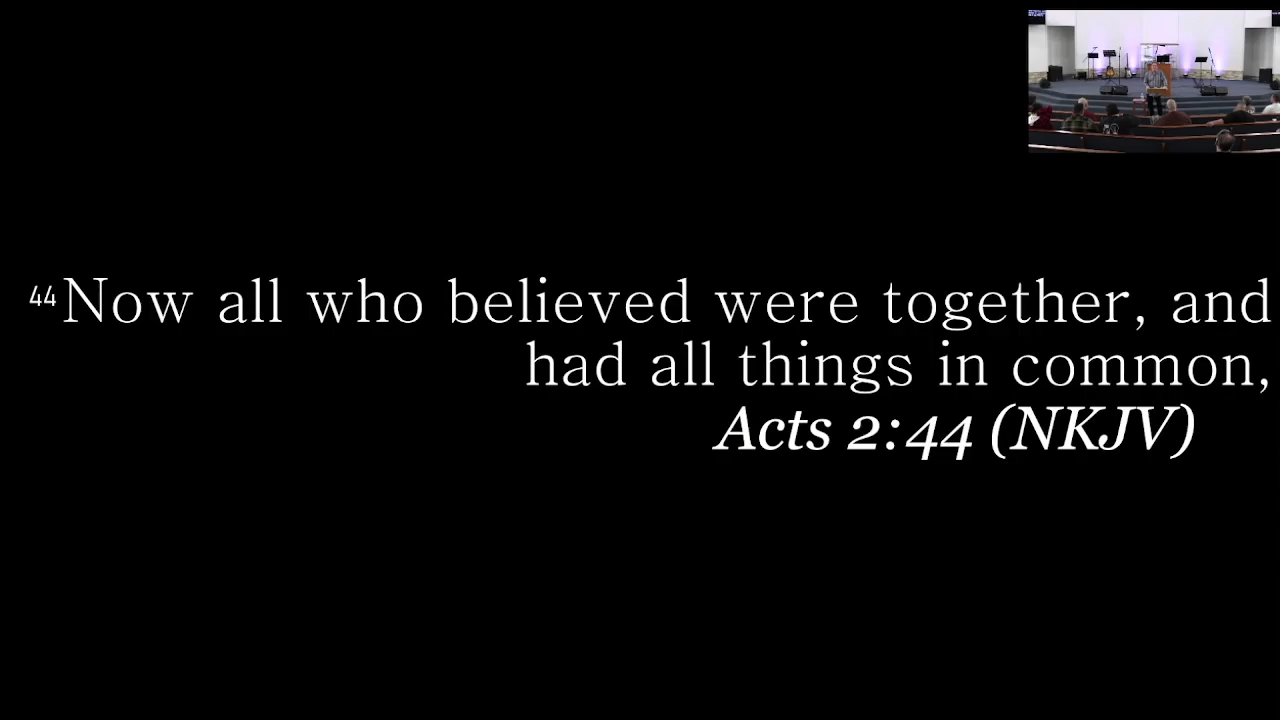 ⁴⁴Now all who believed were together, and
had all things in common,
Acts 2:44 (NKJV)